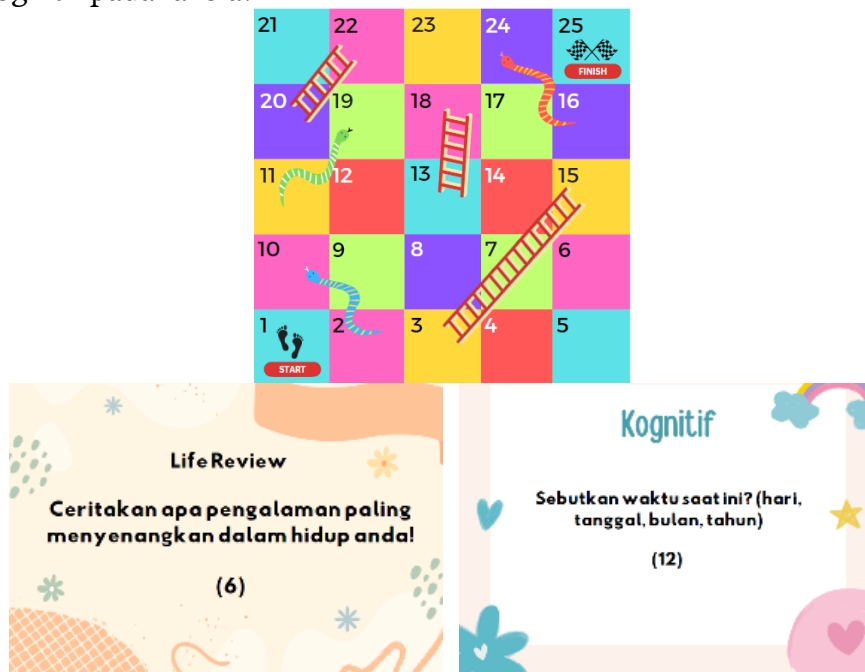 21 22 23 24 25
FINISH
20 19 18 17 16
11 12 13 14 15
10 9 8 7 6
1 2 3 4 5
START
Life Review
Ceritakan apa pengalaman paling
menyenangkan dalam hidup anda!
(6)
Kognitif
Sebutkan waktu saat ini? (hari,
tanggal, bulan, tahun)
(12)